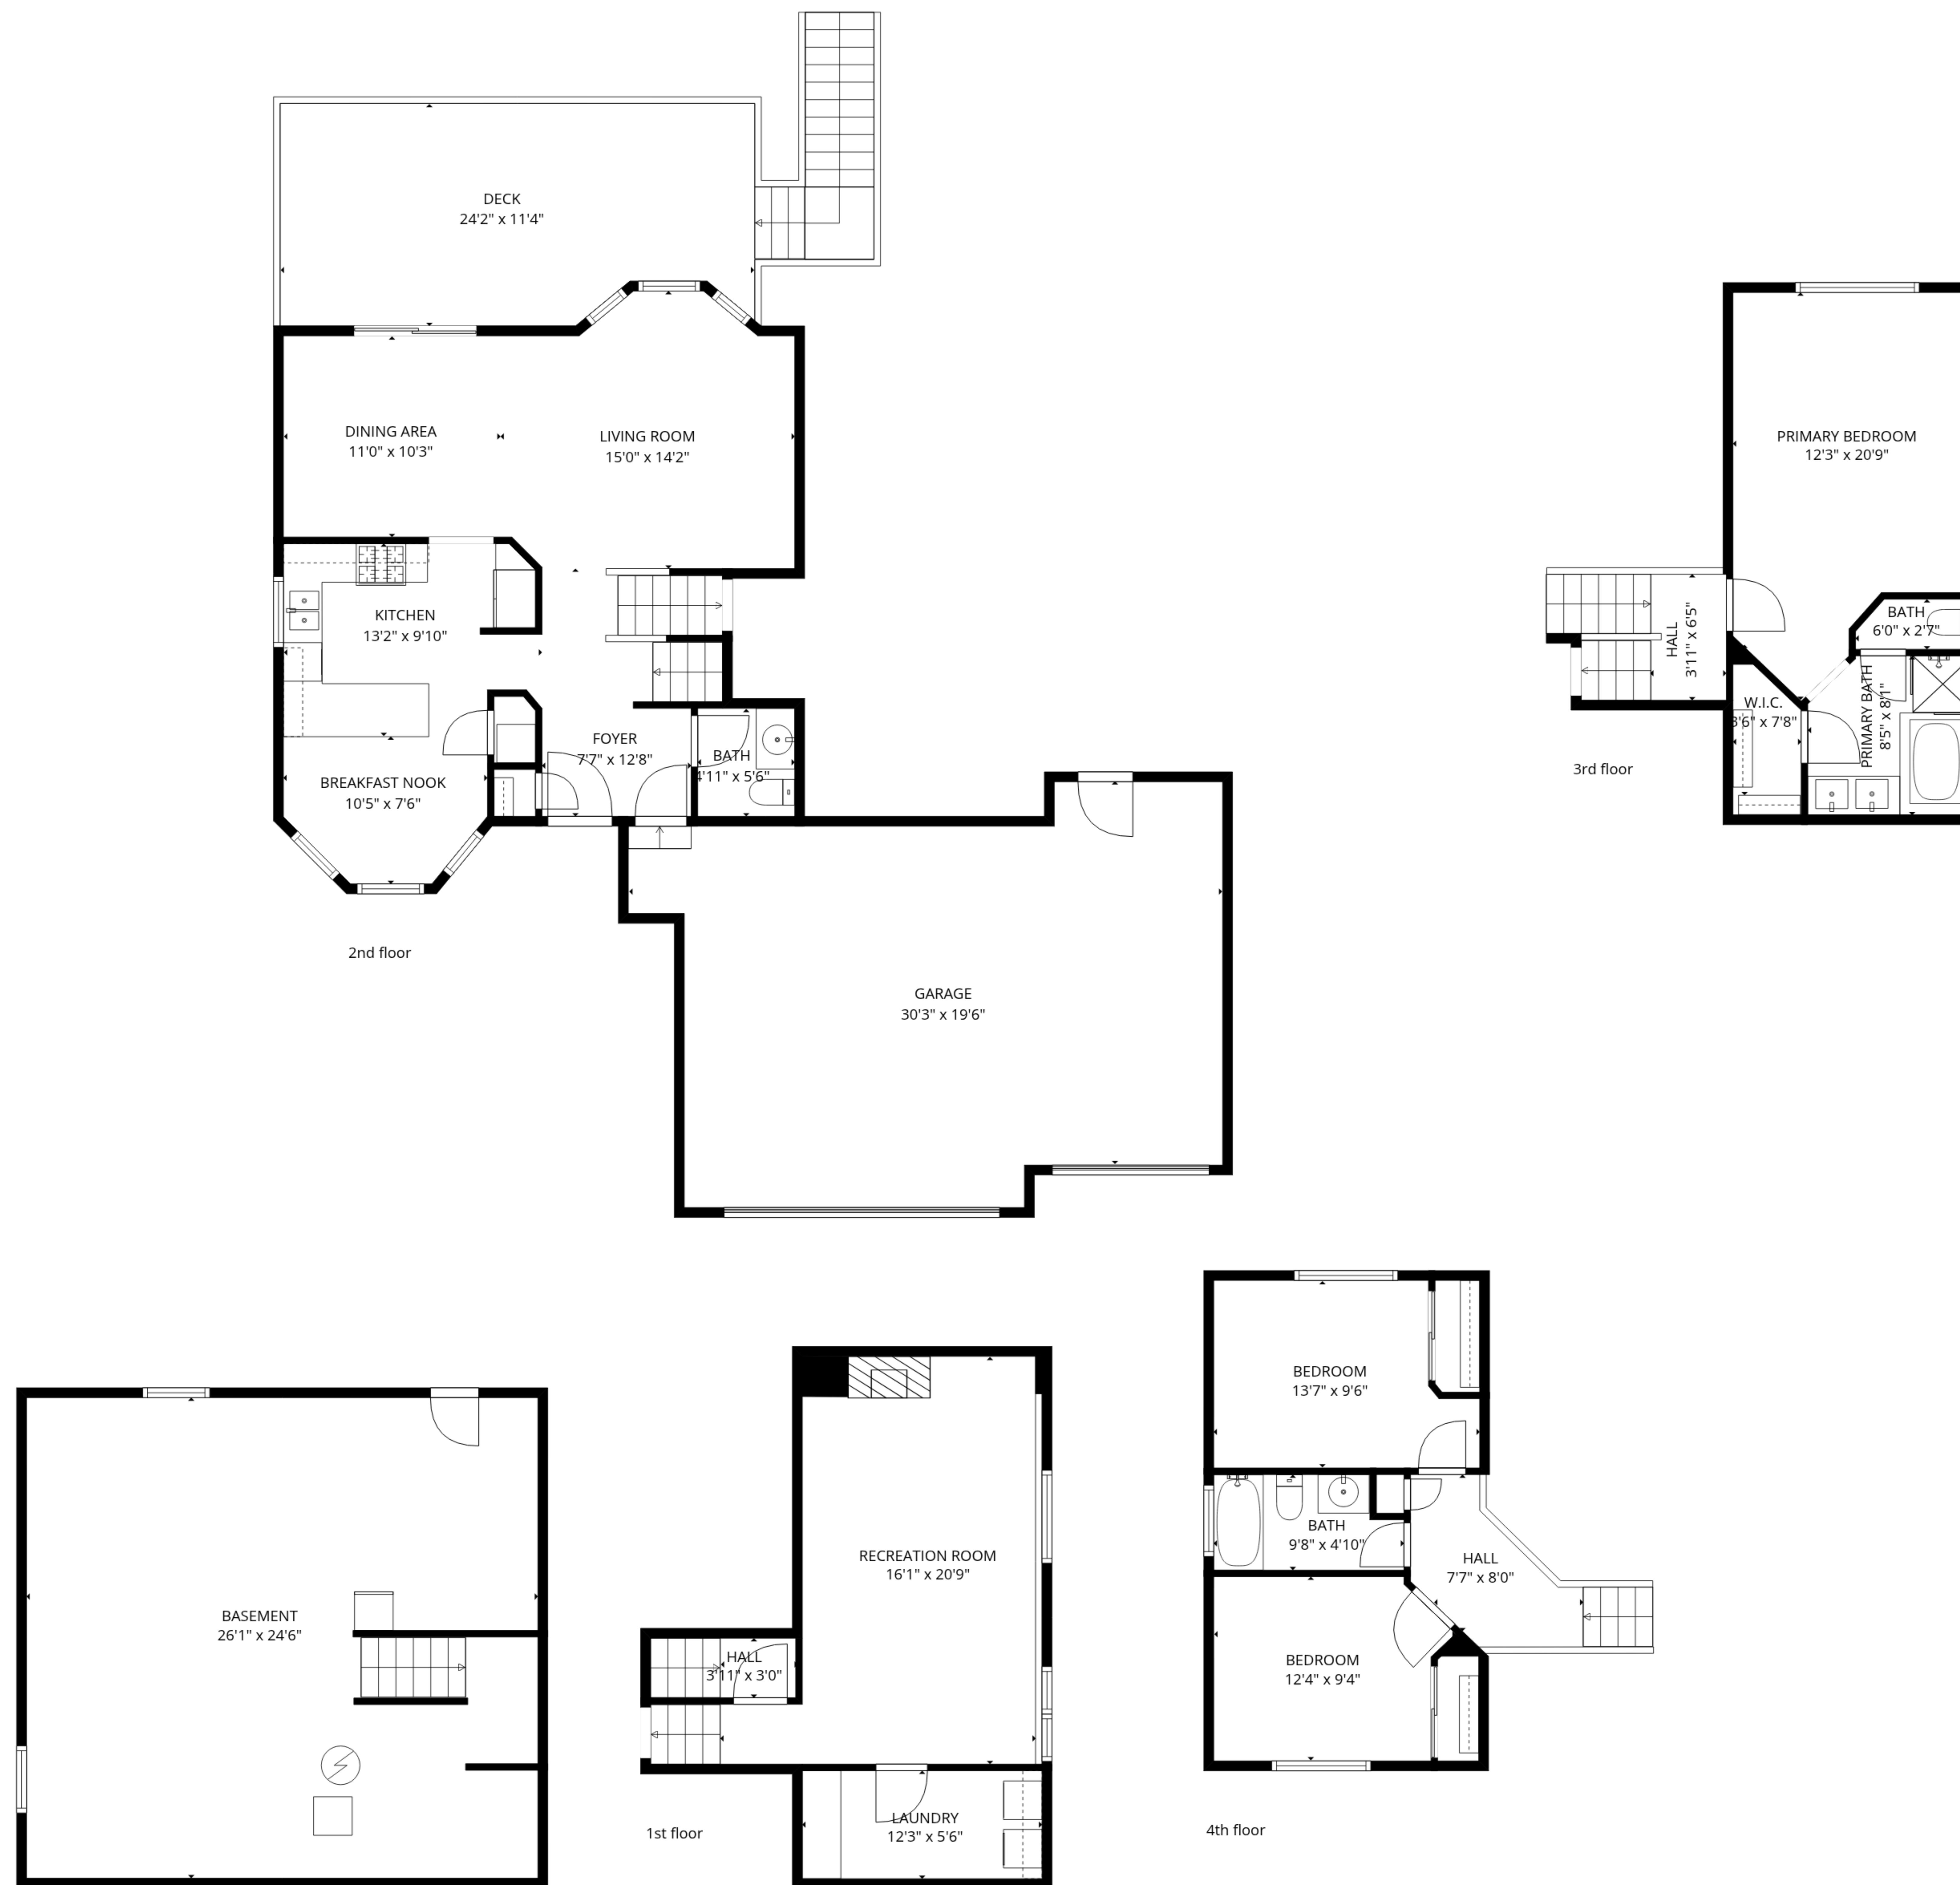 DECK
24'2" x 11'4"
DINING AREA
11'0" x 10'3"
LIVING ROOM
15'0" x 14'2"
KITCHEN
13'2" x 9'10"
FOYER
7'7" x 12'8"
BATH
4'11" x 5'6"
BREAKFAST NOOK
10'5" x 7'6"
2nd floor
GARAGE
30'3" x 19'6"
PRIMARY BEDROOM
12'3" x 20'9"
HALL
3'11" x 6'5"
BATH
6'0" x 2'7"
W.I.C.
3'6" x 7'8"
PRIMARY BATH
8'5" x 8'1"
3rd floor
BASEMENT
26'1" x 24'6"
RECREATION ROOM
16'1" x 20'9"
HALL
3'11" x 3'0"
LAUNDRY
12'3" x 5'6"
1st floor
BEDROOM
13'7" x 9'6"
BATH
9'8" x 4'10"
HALL
7'7" x 8'0"
BEDROOM
12'4" x 9'4"
4th floor